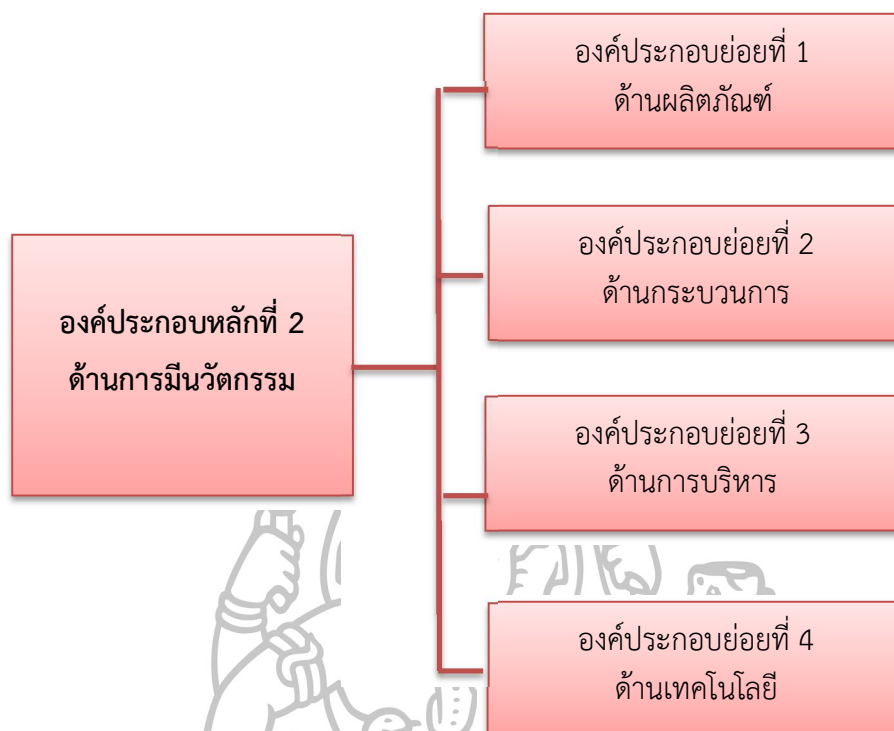 องค์ประกอบหลักที่ 2
ด้านการมีนวัตกรรม
องค์ประกอบย่อยที่ 1
ด้านผลิตภัณฑ์
องค์ประกอบย่อยที่ 2
ด้านกระบวนการ
องค์ประกอบย่อยที่ 3
ด้านการบริหาร
องค์ประกอบย่อยที่ 4
ด้านเทคโนโลยี